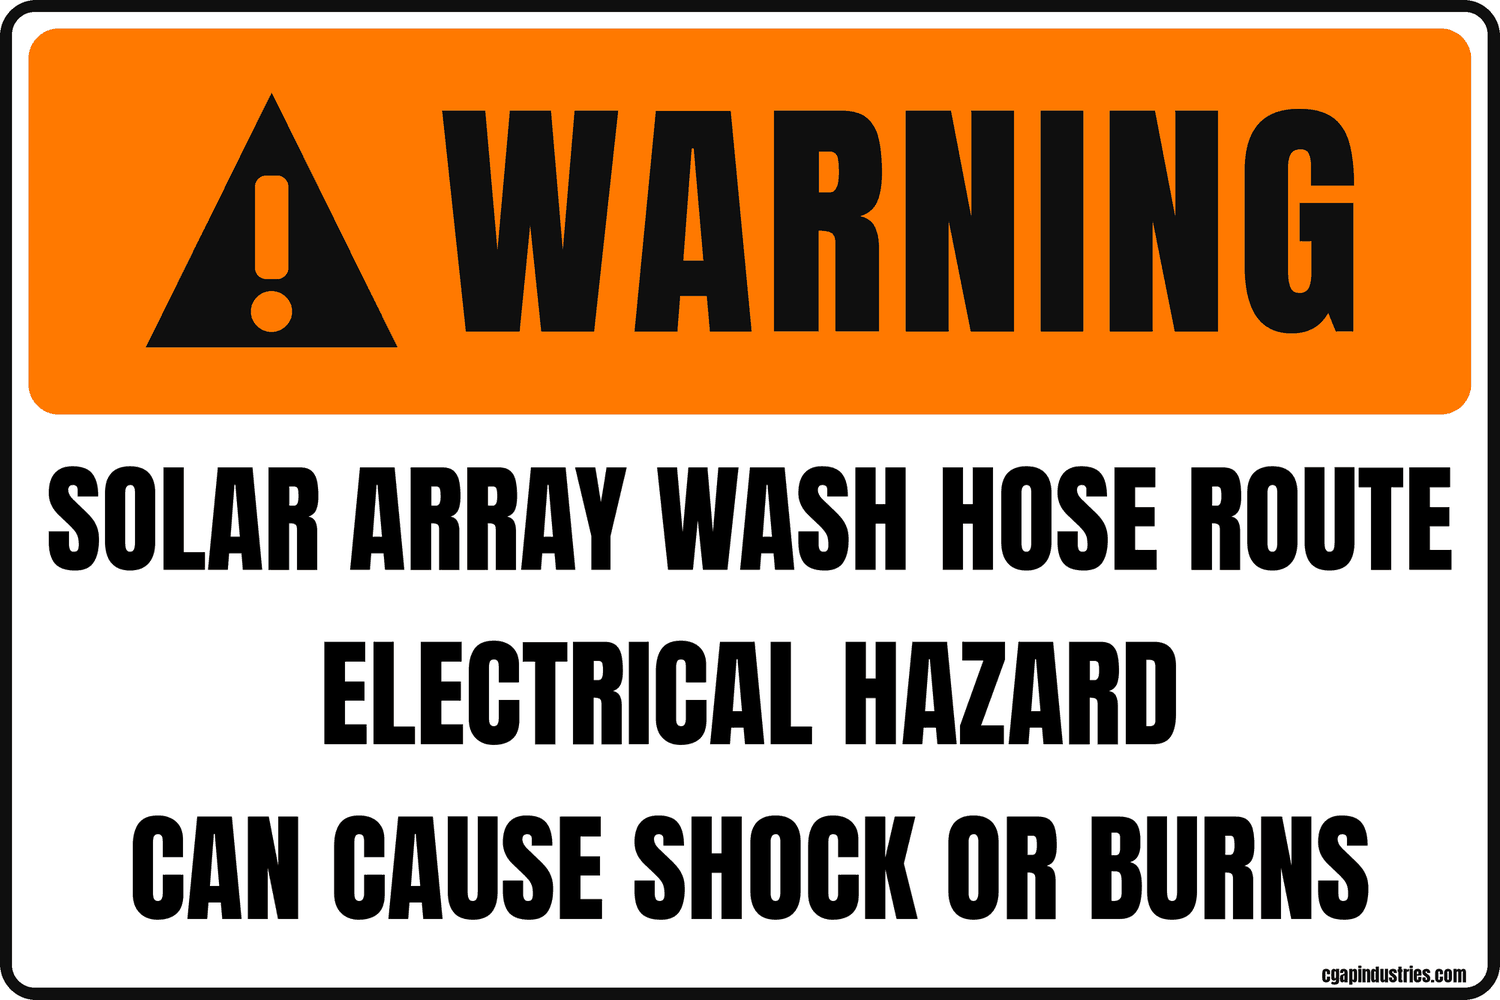 WARNING
SOLAR ARRAY WASH HOSE ROUTE
ELECTRICAL HAZARD
CAN CAUSE SHOCK OR BURNS
cgapindustries.com